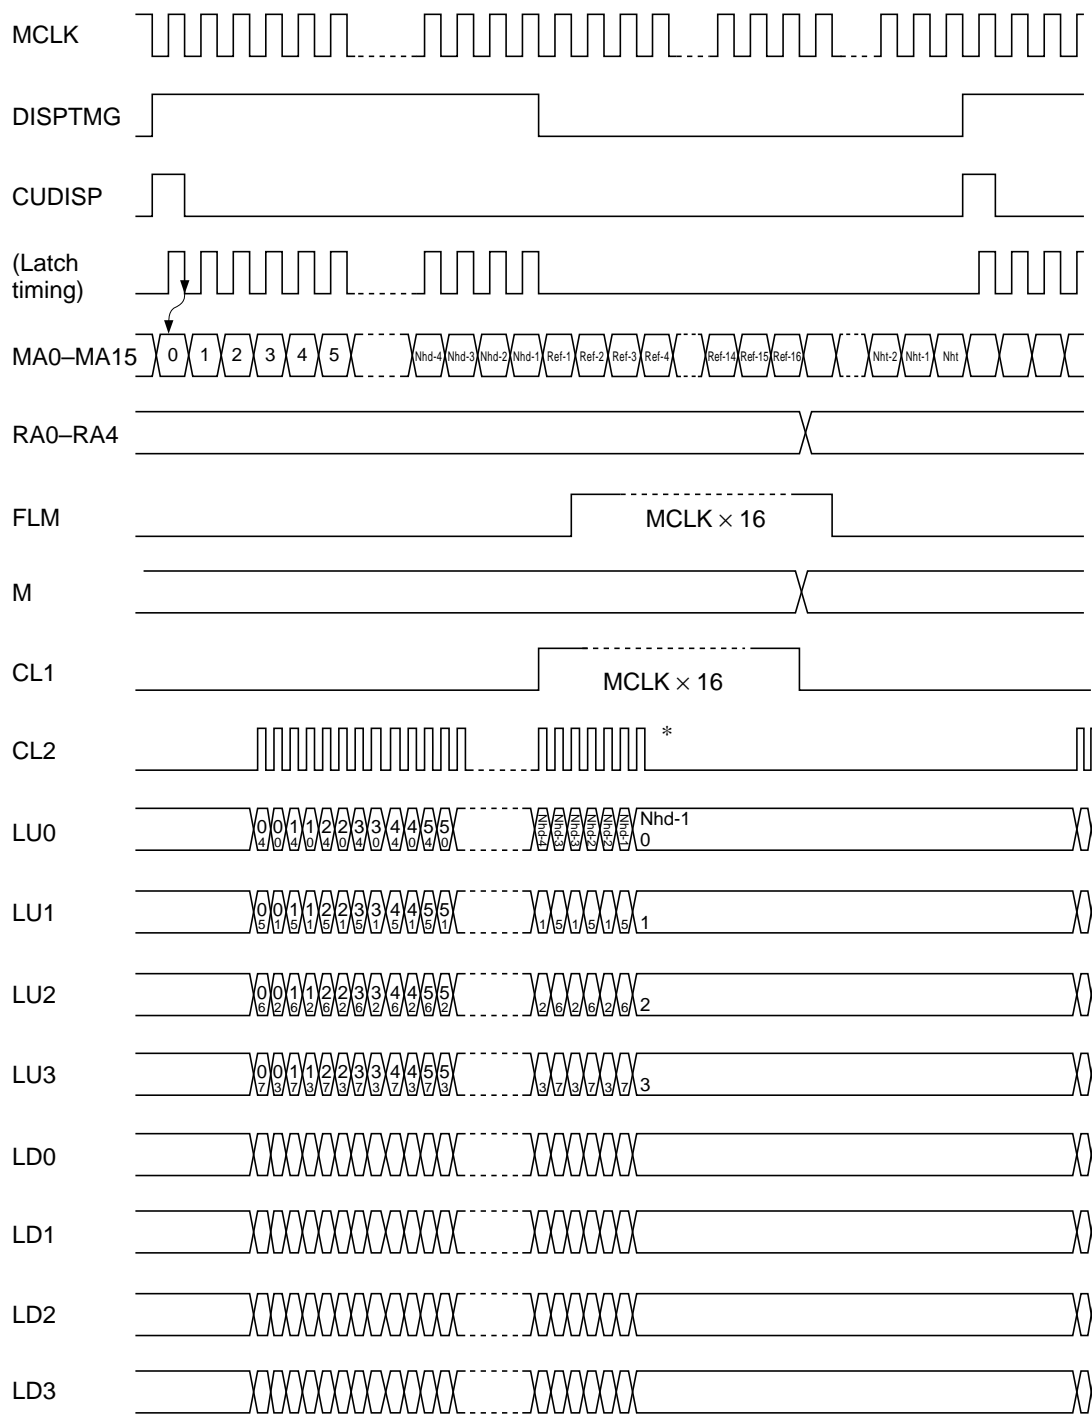 MCLK
DISPTMG
CUDISP
(Latch
timing)
MA0–MA15 0 1 2 3 4 5 Nhd-4 Nhd-3 Nhd-2 Nhd-1 Ref-1 Ref-2 Ref-3 Ref-4 Ref-14 Ref-15 Ref-16 Nht-2 Nht-1 Nht
RA0–RA4
FLM MCLK × 16
M
CL1 MCLK × 16
CL2 *
LU0 0 0 1 1 2 2 3 3 4 4 5 5 Nhd-4 Nhd-3 Nhd-3 Nhd-2 Nhd-2 Nhd-1 Nhd-1
4 0 4 0 4 0 4 0 4 0 4 0 0
LU1 0 0 1 1 2 2 3 3 4 4 5 5
5 1 5 1 5 1 5 1 5 1 5 1 1 5 1 5 1 5 1
LU2 0 0 1 1 2 2 3 3 4 4 5 5
6 2 6 2 6 2 6 2 6 2 6 2 2 6 2 6 2 6 2
LU3 0 0 1 1 2 2 3 3 4 4 5 5
7 3 7 3 7 3 7 3 7 3 7 3 3 7 3 7 3 7 3
LD0
LD1
LD2
LD3